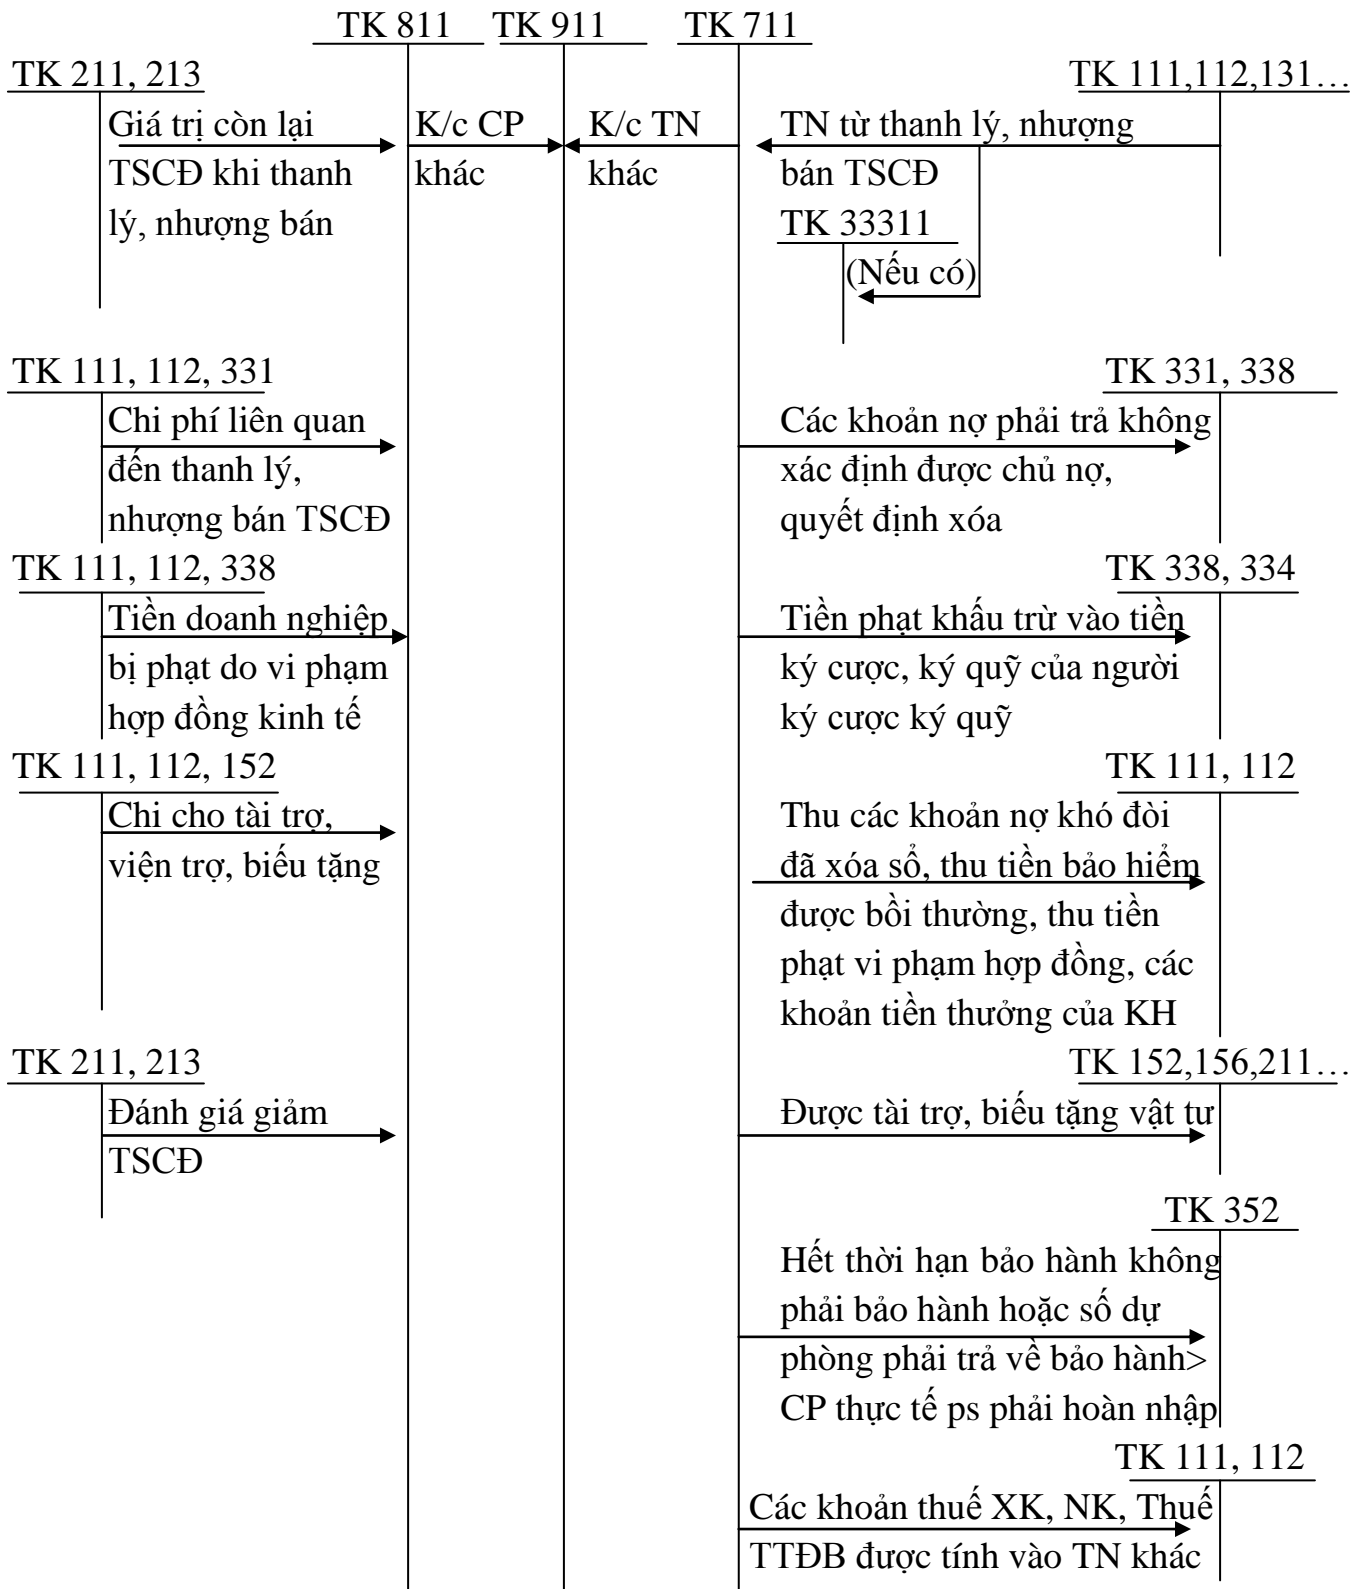 TK 811 TK 911 TK 711
TK 211, 213
TK 111,112,131…
Giá trị còn lại
TSCĐ khi thanh
lý, nhượng bán
K/c CP
khác
K/c TN
khác
TN từ thanh lý, nhượng
bán TSCĐ
TK 33311
(Nếu có)
TK 111, 112, 331
Chi phí liên quan
đến thanh lý,
nhượng bán TSCĐ
TK 331, 338
Các khoản nợ phải trả không
xác định được chủ nợ,
quyết định xóa
TK 111, 112, 338
Tiền doanh nghiệp
bị phạt do vi phạm
hợp đồng kinh tế
TK 338, 334
Tiền phạt khấu trừ vào tiền
ký cược, ký quỹ của người
ký cược ký quỹ
TK 111, 112, 152
Chi cho tài trợ,
viện trợ, biếu tặng
TK 111, 112
Thu các khoản nợ khó đòi
đã xóa sổ, thu tiền bảo hiểm
được bồi thường, thu tiền
phạt vi phạm hợp đồng, các
khoản tiền thưởng của KH
TK 211, 213
Đánh giá giảm
TSCĐ
TK 152,156,211…
Được tài trợ, biếu tặng vật tư
TK 352
Hết thời hạn bảo hành không
phải bảo hành hoặc số dự
phòng phải trả về bảo hành>
CP thực tế ps phải hoàn nhập
TK 111, 112
Các khoản thuế XK, NK, Thuế
TTĐB được tính vào TN khác